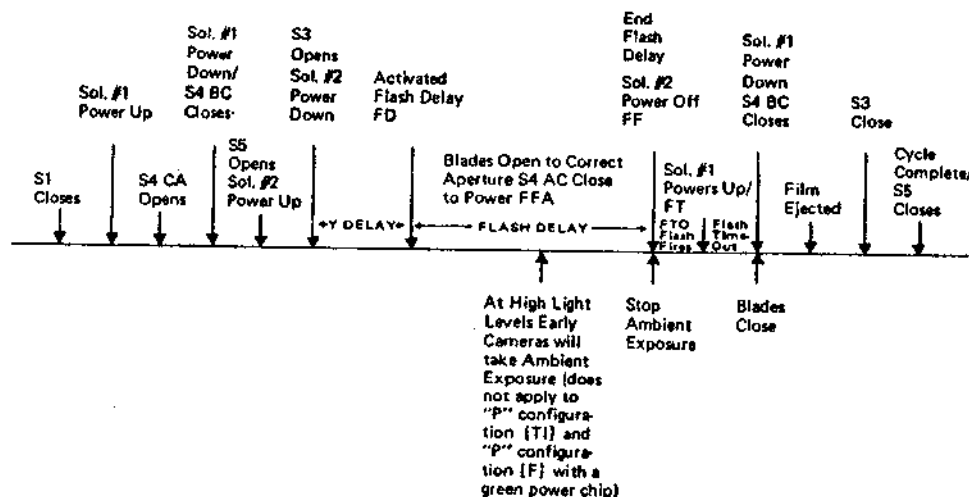 S1
Closes
Sol. #1
Power Up
S4 CA
Opens
Sol. #1
Power
Down/
S4 BC
Closes
S5
Opens
Sol. #2
Power Up
S3
Opens
Sol. #2
Power
Down
Y DELAY
Activated
Flash Delay
FD
Blades Open to Correct
Aperture S4 AC Close
to Power FFA
FLASH DELAY
End
Flash
Delay
Sol. #2
Power Off
FF
Sol. #1
Powers Up/
FT
FTO
Flash
Fires
Flash
Time-
Out
Sol. #1
Power
Down
S4 BC
Closes
Film
Ejected
S3
Close
Cycle
Complete/
S5
Closes
At High Light
Levels Early
Cameras will
take Ambient
Exposure (does
not apply to
"P" configura-
tion [TI] and
"P" configura-
tion [F] with a
green power chip)
Stop
Ambient
Exposure
Blades
Close